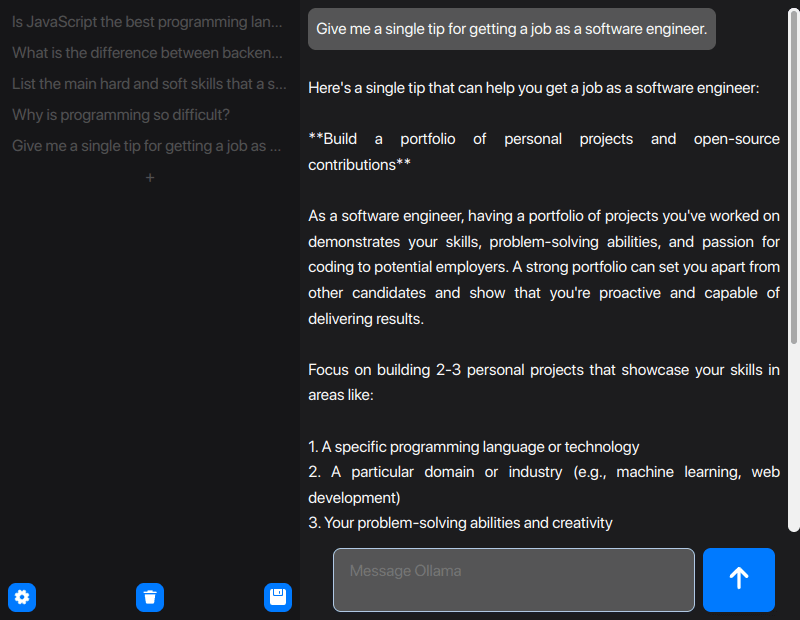 Is JavaScript the best programming lan...
What is the difference between backen...
List the main hard and soft skills that a s...
Why is programming so difficult?
Give me a single tip for getting a job as ...
+
Give me a single tip for getting a job as a software engineer.
Here's a single tip that can help you get a job as a software engineer:
**Build a portfolio of personal projects and open-source
contributions**
As a software engineer, having a portfolio of projects you've worked on
demonstrates your skills, problem-solving abilities, and passion for
coding to potential employers. A strong portfolio can set you apart from
other candidates and show that you're proactive and capable of
delivering results.
Focus on building 2-3 personal projects that showcase your skills in
areas like:
1. A specific programming language or technology
2. A particular domain or industry (e.g., machine learning, web
development)
3. Your problem-solving abilities and creativity
Message Ollama